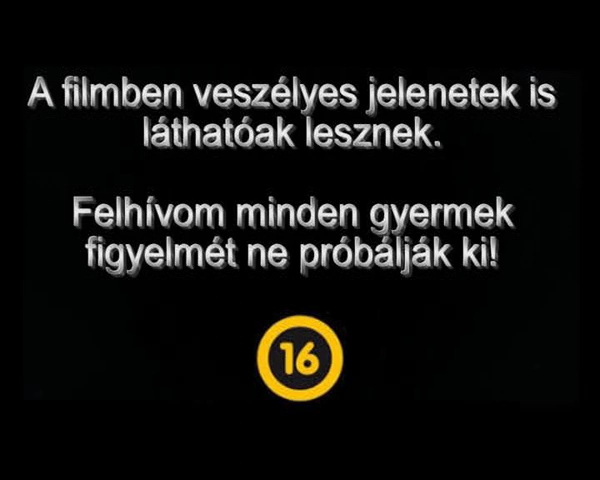 A filmben veszélyes jelenetek is
láthatóak lesznek.
Felhívom minden gyermek
figyelmét ne próbálják ki!
16